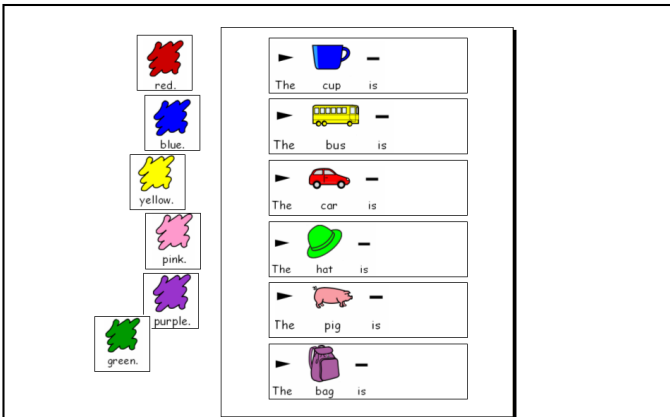 red.
blue.
yellow.
pink.
purple.
green.
The cup is
The bus is
The car is
The hat is
The pig is
The bag is